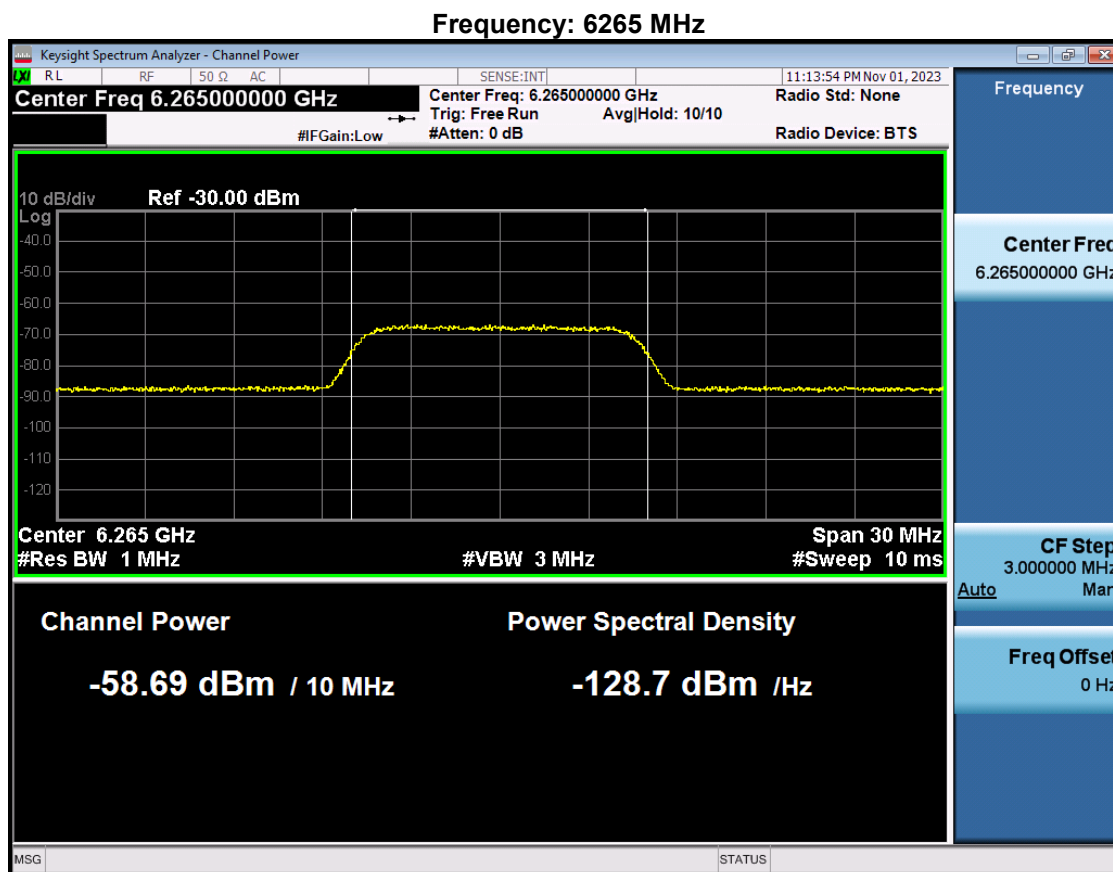 Frequency: 6265 MHz
Keysight Spectrum Analyzer - Channel Power
LXI RL RF 50 Ω AC SENSE:INT 11:13:54 PM Nov 01, 2023
Center Freq 6.265000000 GHz
#IFGain:Low
Center Freq: 6.265000000 GHz
Trig: Free Run Avg|Hold: 10/10
#Atten: 0 dB
Radio Std: None
Radio Device: BTS
10 dB/div Ref -30.00 dBm
Log
-40.0
-50.0
-60.0
-70.0
-80.0
-90.0
-100
-110
-120
Center 6.265 GHz Span 30 MHz
#Res BW 1 MHz #VBW 3 MHz #Sweep 10 ms
Channel Power Power Spectral Density
-58.69 dBm / 10 MHz -128.7 dBm /Hz
Frequency
Center Freq
6.265000000 GHz
CF Step
3.000000 MHz
Auto Man
Freq Offset
0 Hz
MSG STATUS